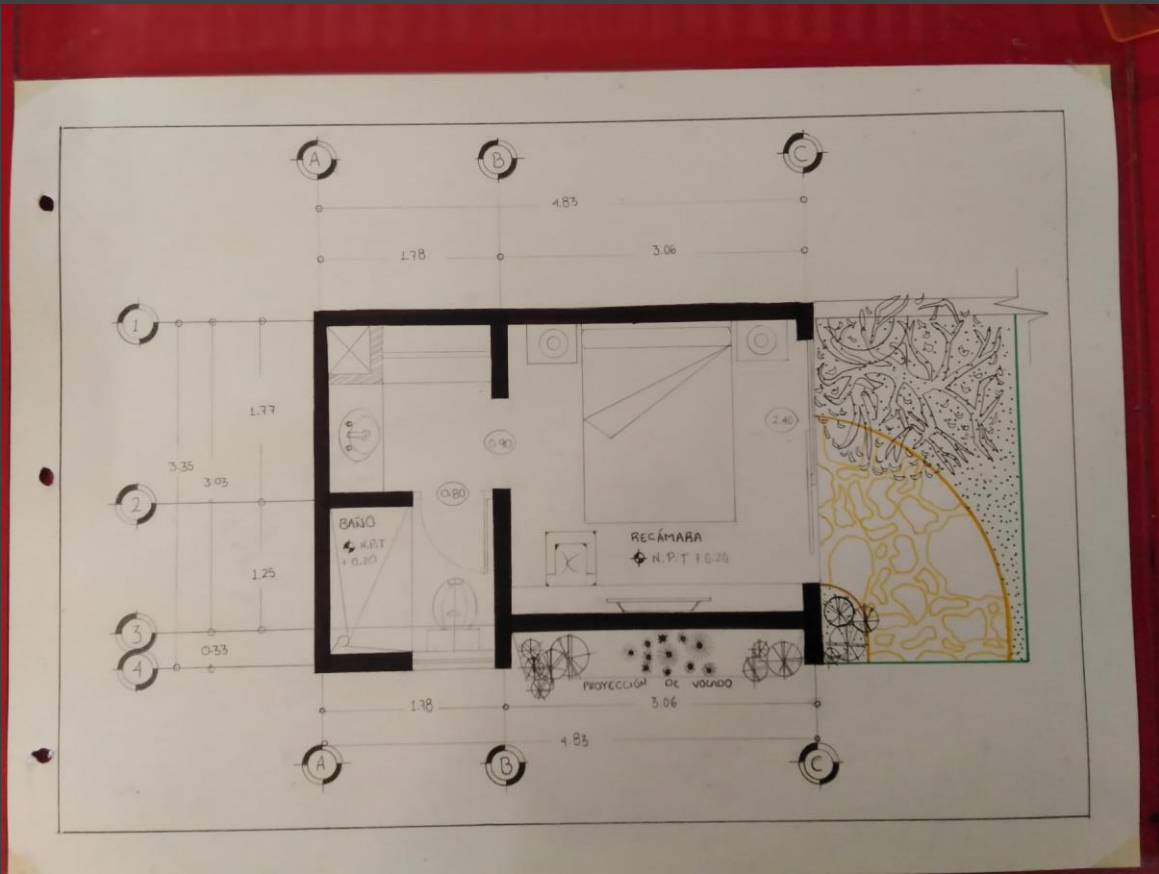 A
B
C
4.83
1.78
3.06
1
1.77
3.35
3.03
0.90
2.40
2
0.80
BAÑO
N.P.T
+0.20
RECÁMARA
N.P.T +0.20
1.25
3
0.33
4
PROYECCIÓN DE VOLADO
1.78
3.06
4.83
A
B
C